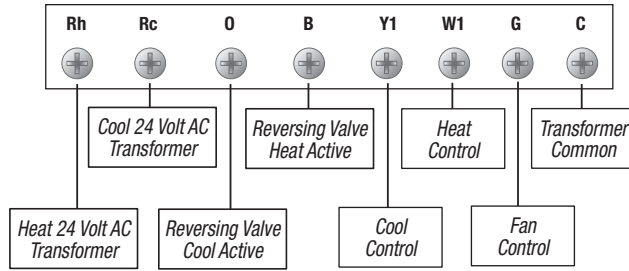 Rh Rc O B Y1 W1 G C
Cool 24 Volt AC
Transformer
Reversing Valve
Heat Active
Heat
Control
Transformer
Common
Heat 24 Volt AC
Transformer
Reversing Valve
Cool Active
Cool
Control
Fan
Control